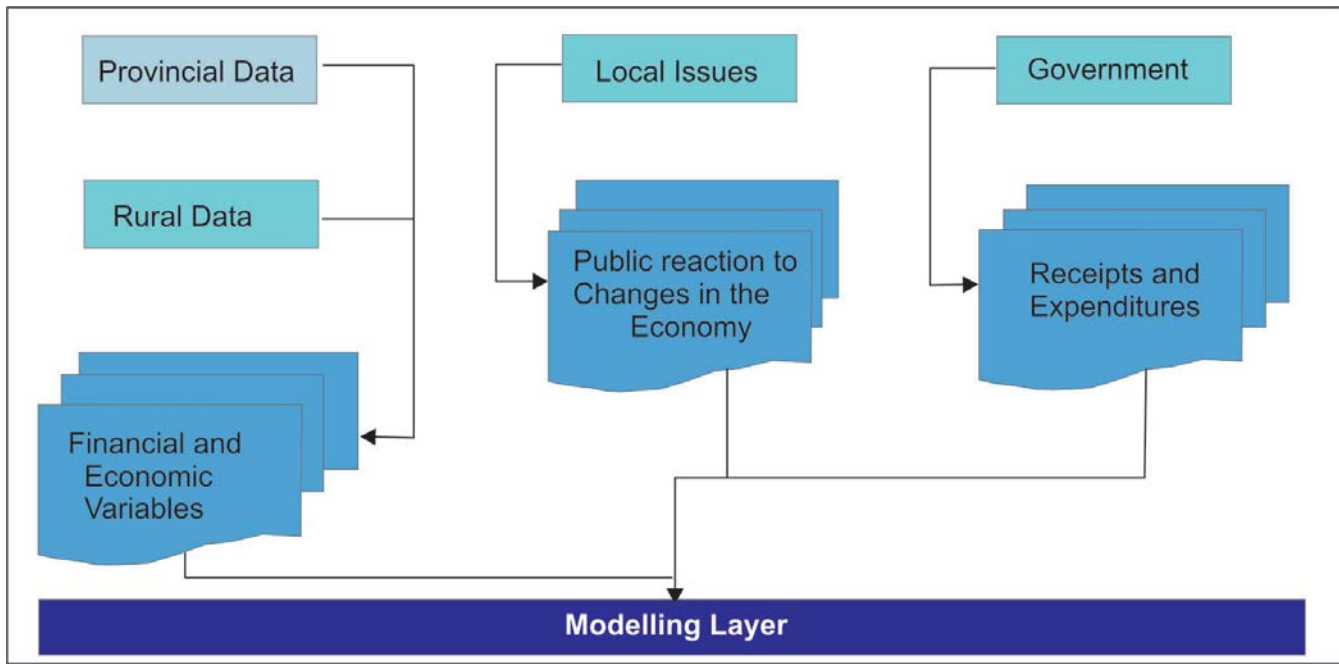 Provincial Data
Local Issues
Government
Rural Data
Public reaction to
Changes in the
Economy
Receipts and
Expenditures
Financial and
Economic
Variables
Modelling Layer